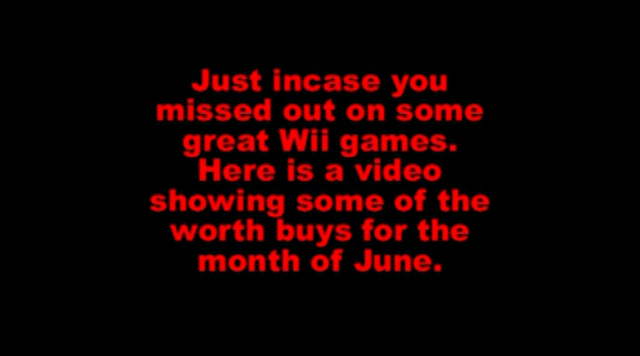 Just incase you
missed out on some
great Wii games.
Here is a video
showing some of the
worth buys for the
month of June.